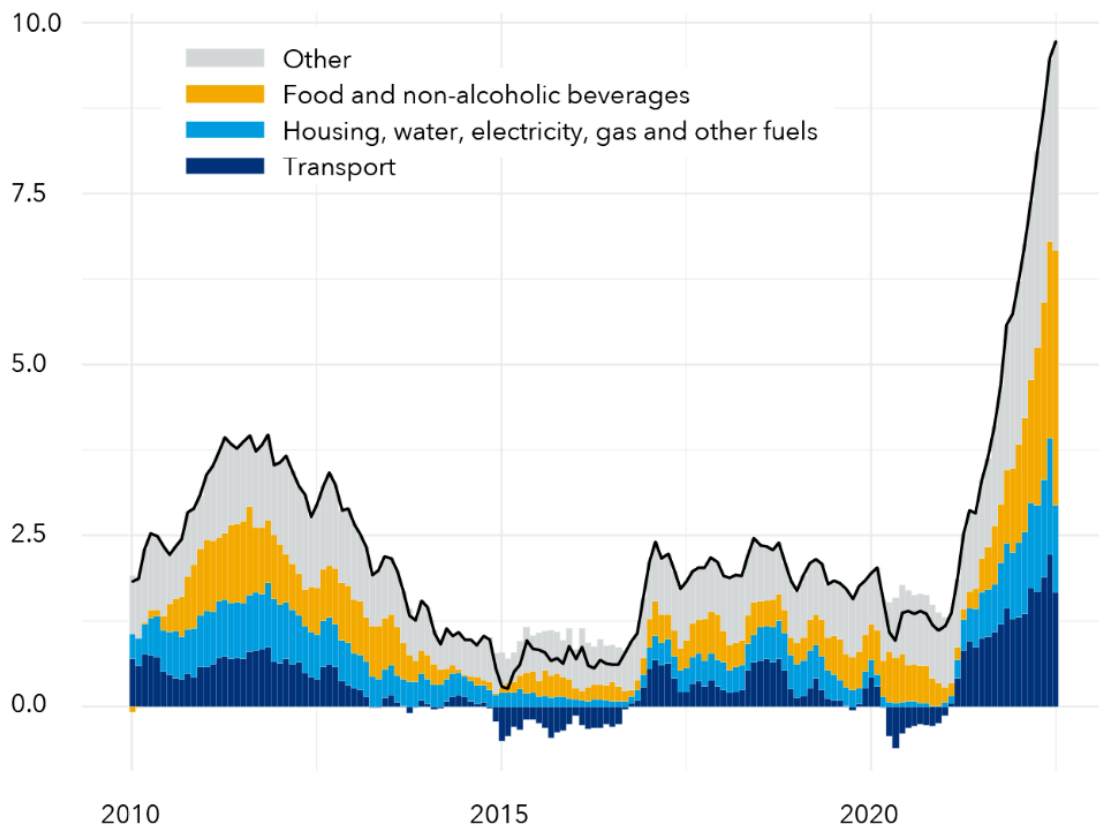 10.0
Other
Food and non-alcoholic beverages
Housing, water, electricity, gas and other fuels
Transport
7.5
5.0
2.5
0.0
2010 2015 2020